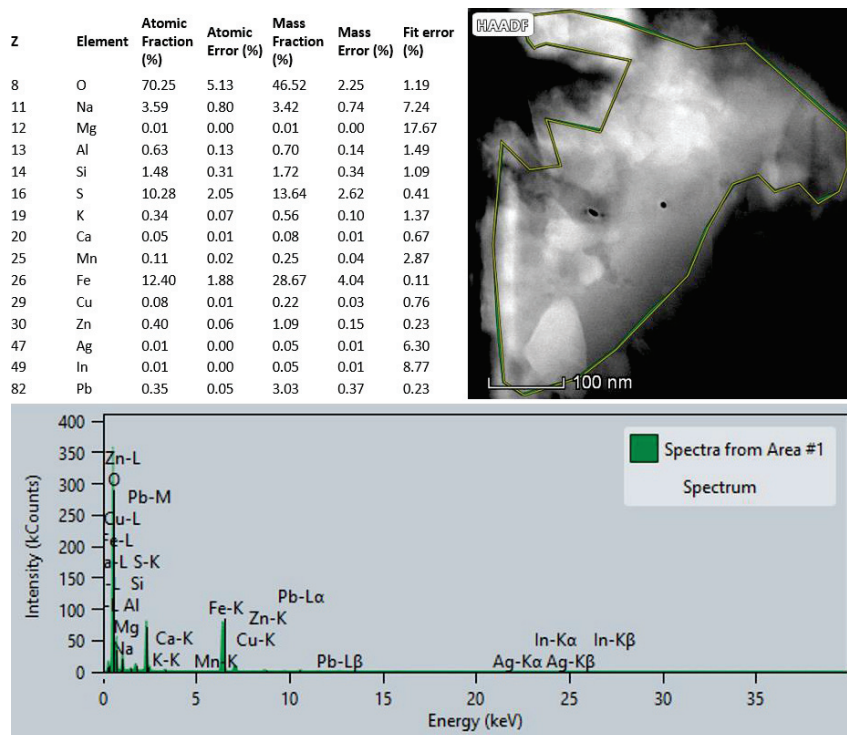 Z Element Atomic Fraction (%) Atomic Error (%) Mass Fraction (%) Mass Error (%) Fit error (%)
8 O 70.25 5.13 46.52 2.25 1.19
11 Na 3.59 0.80 3.42 0.74 7.24
12 Mg 0.01 0.00 0.01 0.00 17.67
13 Al 0.63 0.13 0.70 0.14 1.49
14 Si 1.48 0.31 1.72 0.34 1.09
16 S 10.28 2.05 13.64 2.62 0.41
19 K 0.34 0.07 0.56 0.10 1.37
20 Ca 0.05 0.01 0.08 0.01 0.67
25 Mn 0.11 0.02 0.25 0.04 2.87
26 Fe 12.40 1.88 28.67 4.04 0.11
29 Cu 0.08 0.01 0.22 0.03 0.76
30 Zn 0.40 0.06 1.09 0.15 0.23
47 Ag 0.01 0.00 0.05 0.01 6.30
49 In 0.01 0.00 0.05 0.01 8.77
82 Pb 0.35 0.05 3.03 0.37 0.23
HAADF
100 nm
400
350
300
250
200
150
100
50
0
Intensity (kCounts)
Zn-L
O
Pb-M
Cu-L
Fe-L
a-L S-K
-L Si
-L Al
Mg
Na
Ca-K
K-K
Mn-K
Fe-K
Zn-K
Cu-K
Pb-Lα
Pb-Lβ
In-Kα In-Kβ
Ag-Kα Ag-Kβ
Spectra from Area #1
Spectrum
0 5 10 15 20 25 30 35
Energy (keV)